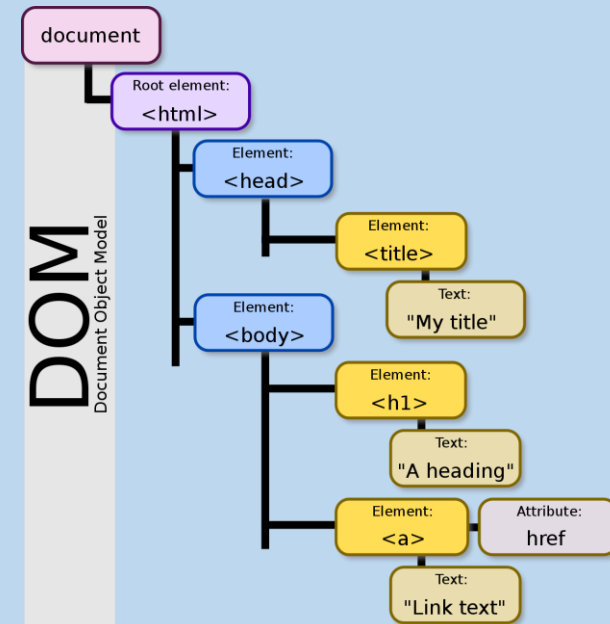 document
Root element:
<html>
Element:
<head>
Element:
<title>
Text:
"My title"
DOM
Document Object Model
Element:
<body>
Element:
<h1>
Text:
"A heading"
Element:
<a>
Attribute:
href
Text:
"Link text"